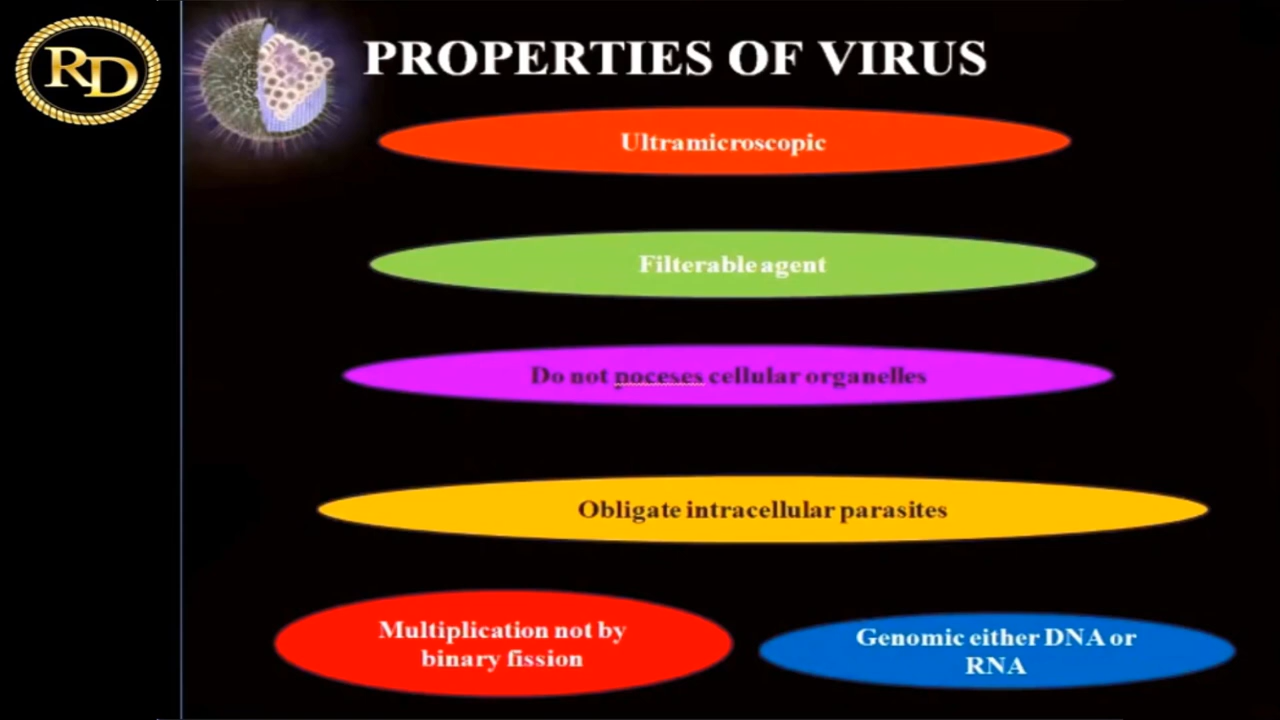 RD
PROPERTIES OF VIRUS
Ultramicroscopic
Filterable agent
Do not poceses cellular organelles
Obligate intracellular parasites
Multiplication not by
binary fission
Genomic either DNA or
RNA